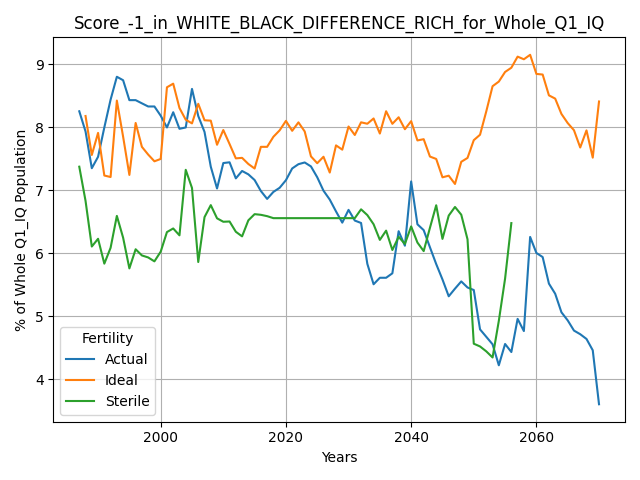 Score_-1_in_WHITE_BLACK_DIFFERENCE_RICH_for_Whole_Q1_IQ
% of Whole Q1_IQ Population
9
8
7
6
5
4
Fertility
Actual
Ideal
Sterile
2000
2020
2040
2060
Years